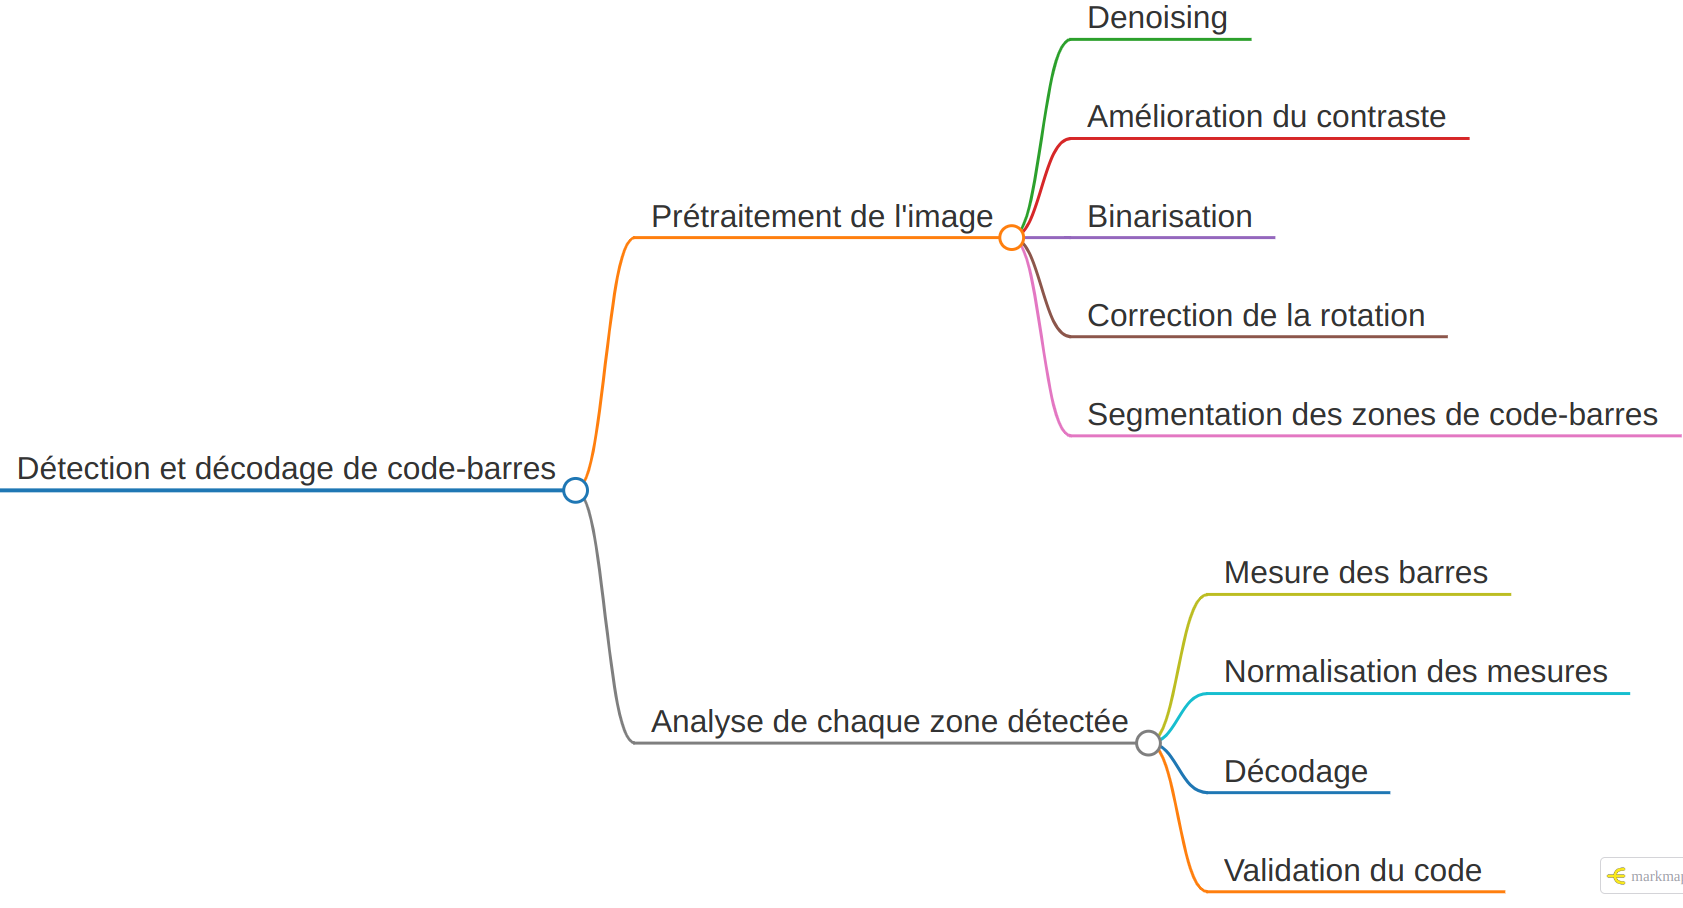 Détection et décodage de code-barres
Prétraitement de l'image
Denoising
Amélioration du contraste
Binarisation
Correction de la rotation
Segmentation des zones de code-barres
Analyse de chaque zone détectée
Mesure des barres
Normalisation des mesures
Décodage
Validation du code
markmap